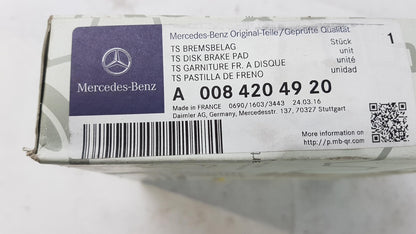 Mercedes-Benz Original-Teile/Geprüfte Qualität
TS BREMSBELAG
TS DISK BRAKE PAD
TS GARNITURE FR. A DISQUE
TS PASTILLA DE FRENO
Stück
unit
unité
unidad
1
Mercedes-Benz
A 008 420 49 20
Made in FRANCE 0690/1603/3443 24.03.16
Daimler AG, Germany, Mercedesstr. 137, 70327 Stuttgart
More information on
http://p.mb-qr.com/